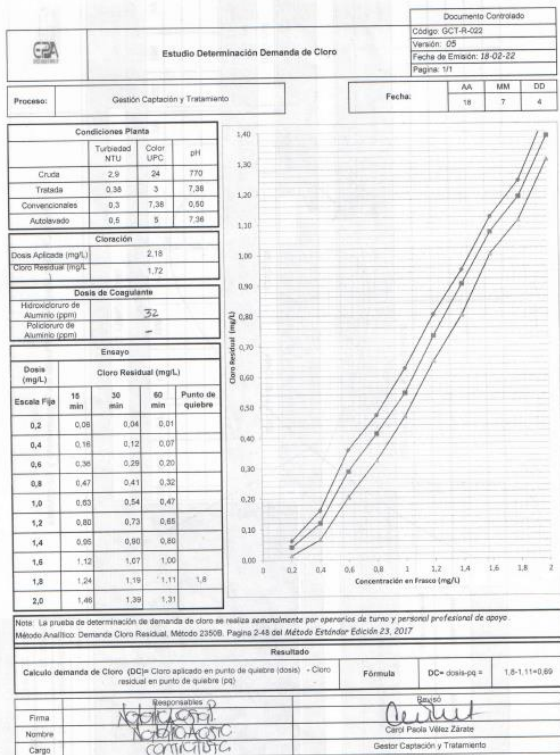 Documento Controlado
Código: GCT-R-022
Versión: 05
Fecha de Emisión: 18-02-22
Pagina: 1/1
EPA
Estudio Determinación Demanda de Cloro
Proceso: Gestión Captación y Tratamiento
Fecha: AA MM DD
18 7 4
Condiciones Planta
Turbiedad NTU Color UPC pH
Cruda 2,9 24 770
Tratada 0,38 3 7,38
Convencionales 0,3 7,38 0,50
Autolavado 0,5 5 7,36
Cloración
Dosis Aplicada (mg/L) 2,18
Cloro Residual (mg/L) 1,72
Dosis de Coagulante
Hidroxicloruro de Aluminio (ppm) 32
Policloruro de Aluminio (ppm) -
Ensayo
Dosis (mg/L) Cloro Residual (mg/L)
Escala Fija 15 min 30 min 60 min Punto de quiebre
0,2 0,06 0,04 0,01
0,4 0,16 0,12 0,07
0,6 0,36 0,29 0,20
0,8 0,47 0,41 0,32
1,0 0,63 0,54 0,47
1,2 0,80 0,73 0,65
1,4 0,95 0,90 0,80
1,6 1,12 1,07 1,00
1,8 1,24 1,19 1,11 1,8
2,0 1,46 1,39 1,31
1,40
1,30
1,20
1,10
1,00
0,90
0,80
0,70
0,60
0,50
0,40
0,30
0,20
0,10
0,00
Cloro Residual (mg/L)
0 0,2 0,4 0,6 0,8 1 1,2 1,4 1,6 1,8 2
Concentración en Frasco (mg/L)
Nota: La prueba de determinación de demanda de cloro se realiza semanalmente por operarios de turno y personal profesional de apoyo
Método Analítico: Demanda Cloro Residual, Método 2350B. Pagina 2-48 del Método Estándar Edición 23, 2017
Resultado
Calculo demanda de Cloro (DC)= Cloro aplicado en punto de quiebre (dosis) - Cloro residual en punto de quiebre (pq)
Fórmula DC= dosis-pq = 1,8-1,11=0,69
Responsables Revisó
Firma
Nombre Carol Paola Vélez Zárate
Cargo contratista Gestor Captación y Tratamiento